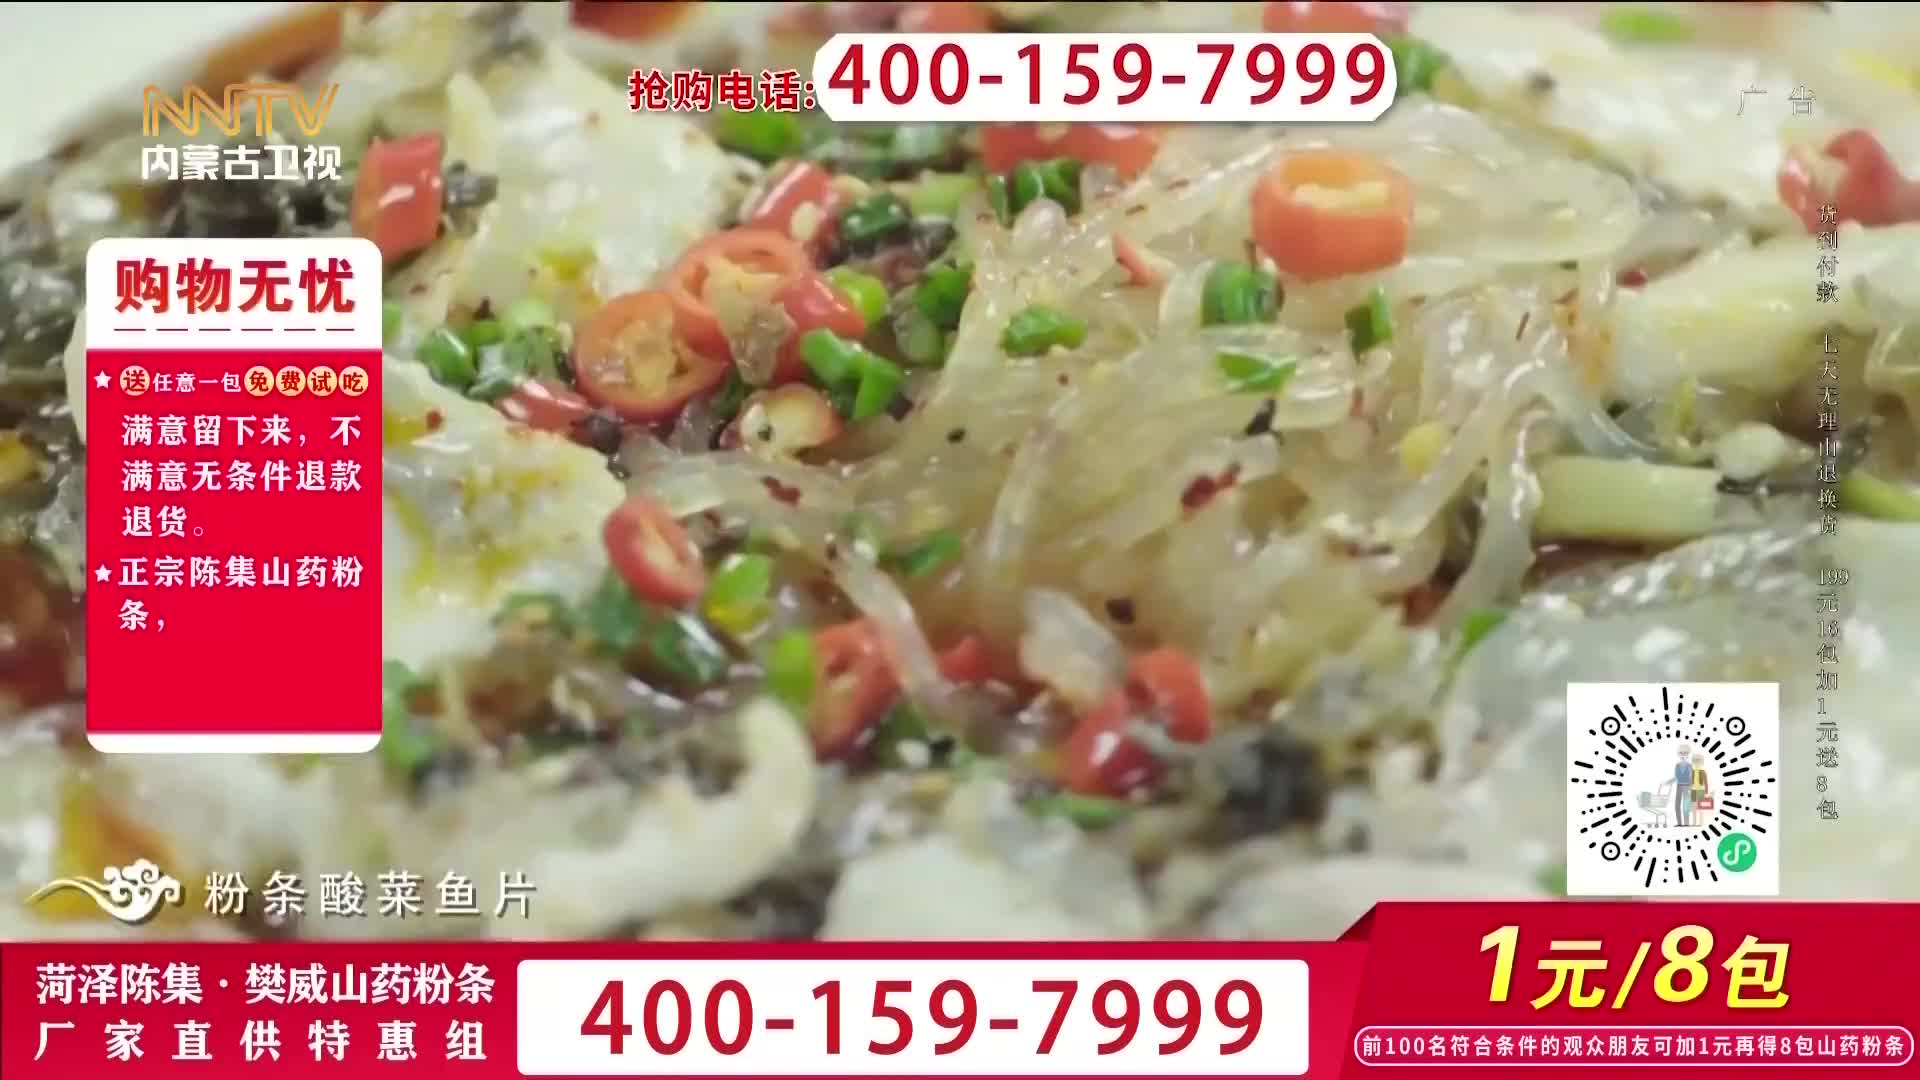 抢购电话:
400-159-7999
NNTV
内蒙古卫视
广告
购物无忧
★送任意一包免费试吃
满意留下来，不
满意无条件退款
退货。
★正宗陈集山药粉
条，
货到付款 七天无理由退换货 199元16包加1元送8包
粉条酸菜鱼片
菏泽陈集·樊威山药粉条
厂家直供特惠组
400-159-7999
1元/8包
前100名符合条件的观众朋友可加1元再得8包山药粉条